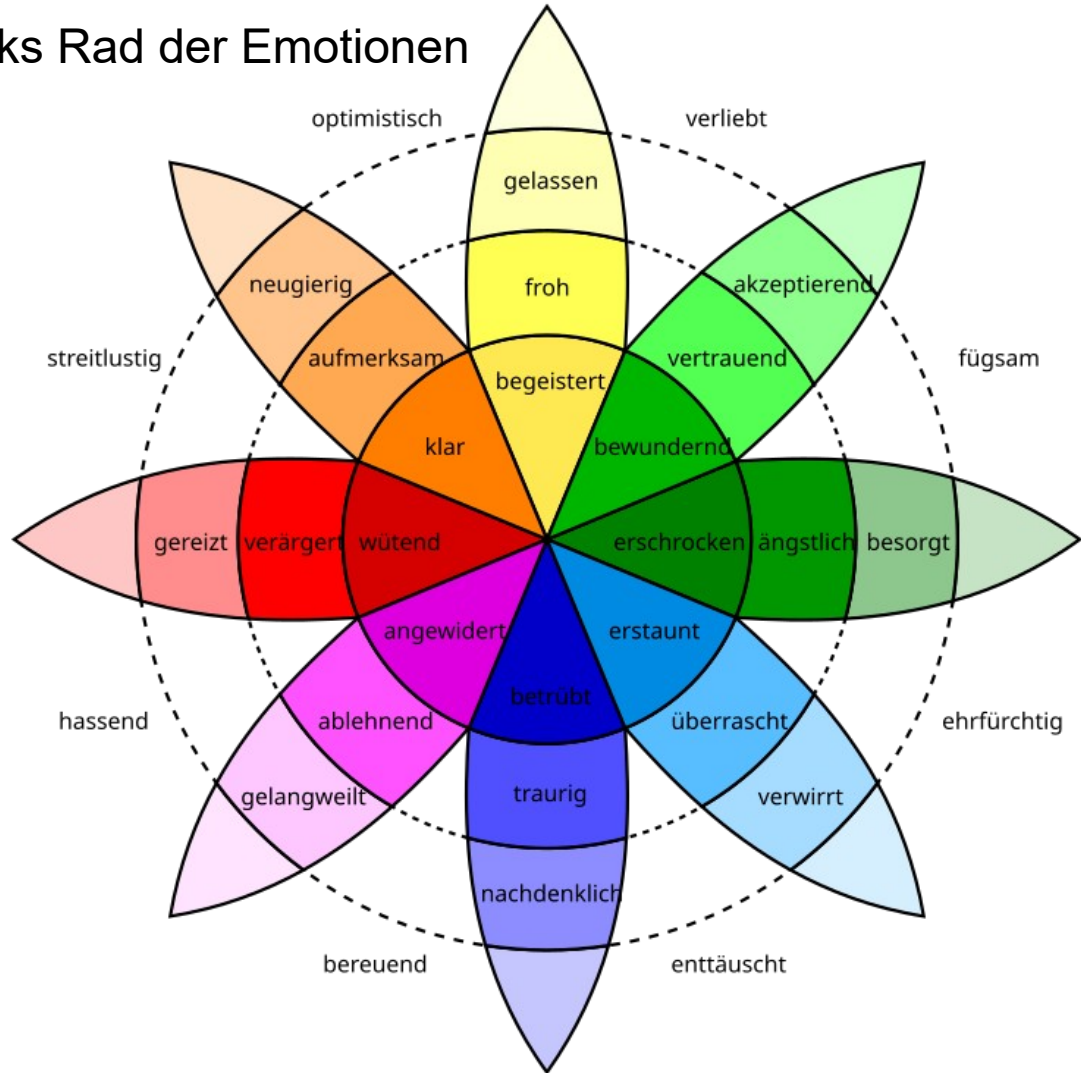 ks Rad der Emotionen
optimistisch
verliebt
gelassen
neugierig
froh
akzeptierend
streitlustig
aufmerksam
vertrauend
fügsam
begeistert
klar
bewundernd
gereizt
verärgert
wütend
erschrocken
ängstlich
besorgt
angewidert
erstaunt
betrübt
hassend
ablehnend
überrascht
ehrfürchtig
gelangweilt
traurig
verwirrt
nachdenklich
bereuend
enttäuscht